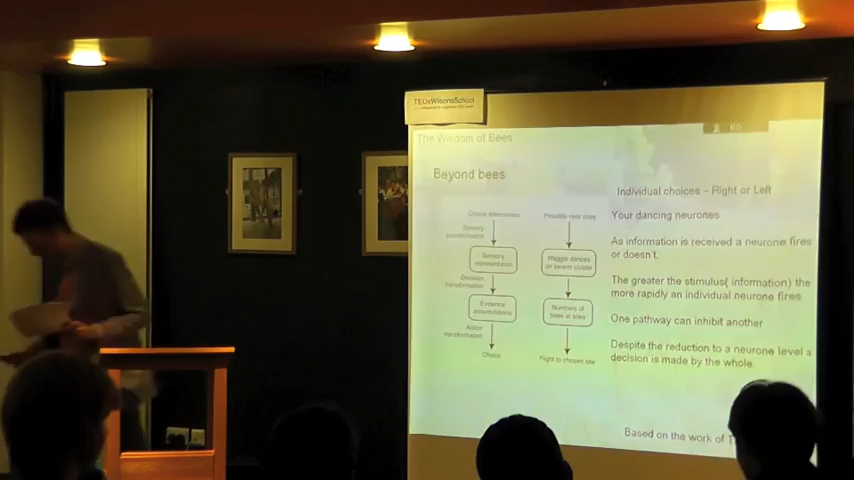 TEDxWilsonsSchool
The Wisdom of Bees
Beyond bees
Individual choices – Right or Left
Your dancing neurones
As information is received a neurone fires
or doesn't.
The greater the stimulus( information) the
more rapidly an individual neurone fires
One pathway can inhibit another
Despite the reduction to a neurone level a
decision is made by the whole.
Based on the work of
Choice alternatives
Sensory
transformation
Sensory
representation
Decision
transformation
Evidence
accumulations
Action
transformation
Choice
Possible new sites
Waggle dances
on swarm cluster
Numbers of
bees in sites
Flight to chosen site